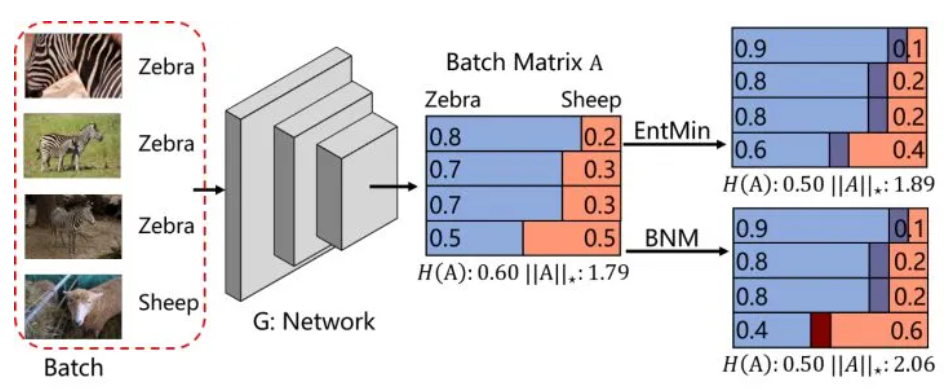 Zebra
Zebra
Zebra
Sheep
Batch
G: Network
Batch Matrix A
Zebra Sheep
0.8 0.2
0.7 0.3
0.7 0.3
0.5 0.5
H(A): 0.60 ||A||⋆: 1.79
EntMin
BNM
0.9 0.1
0.8 0.2
0.8 0.2
0.6 0.4
H(A): 0.50 ||A||⋆: 1.89
0.9 0.1
0.8 0.2
0.8 0.2
0.4 0.6
H(A): 0.50 ||A||⋆: 2.06